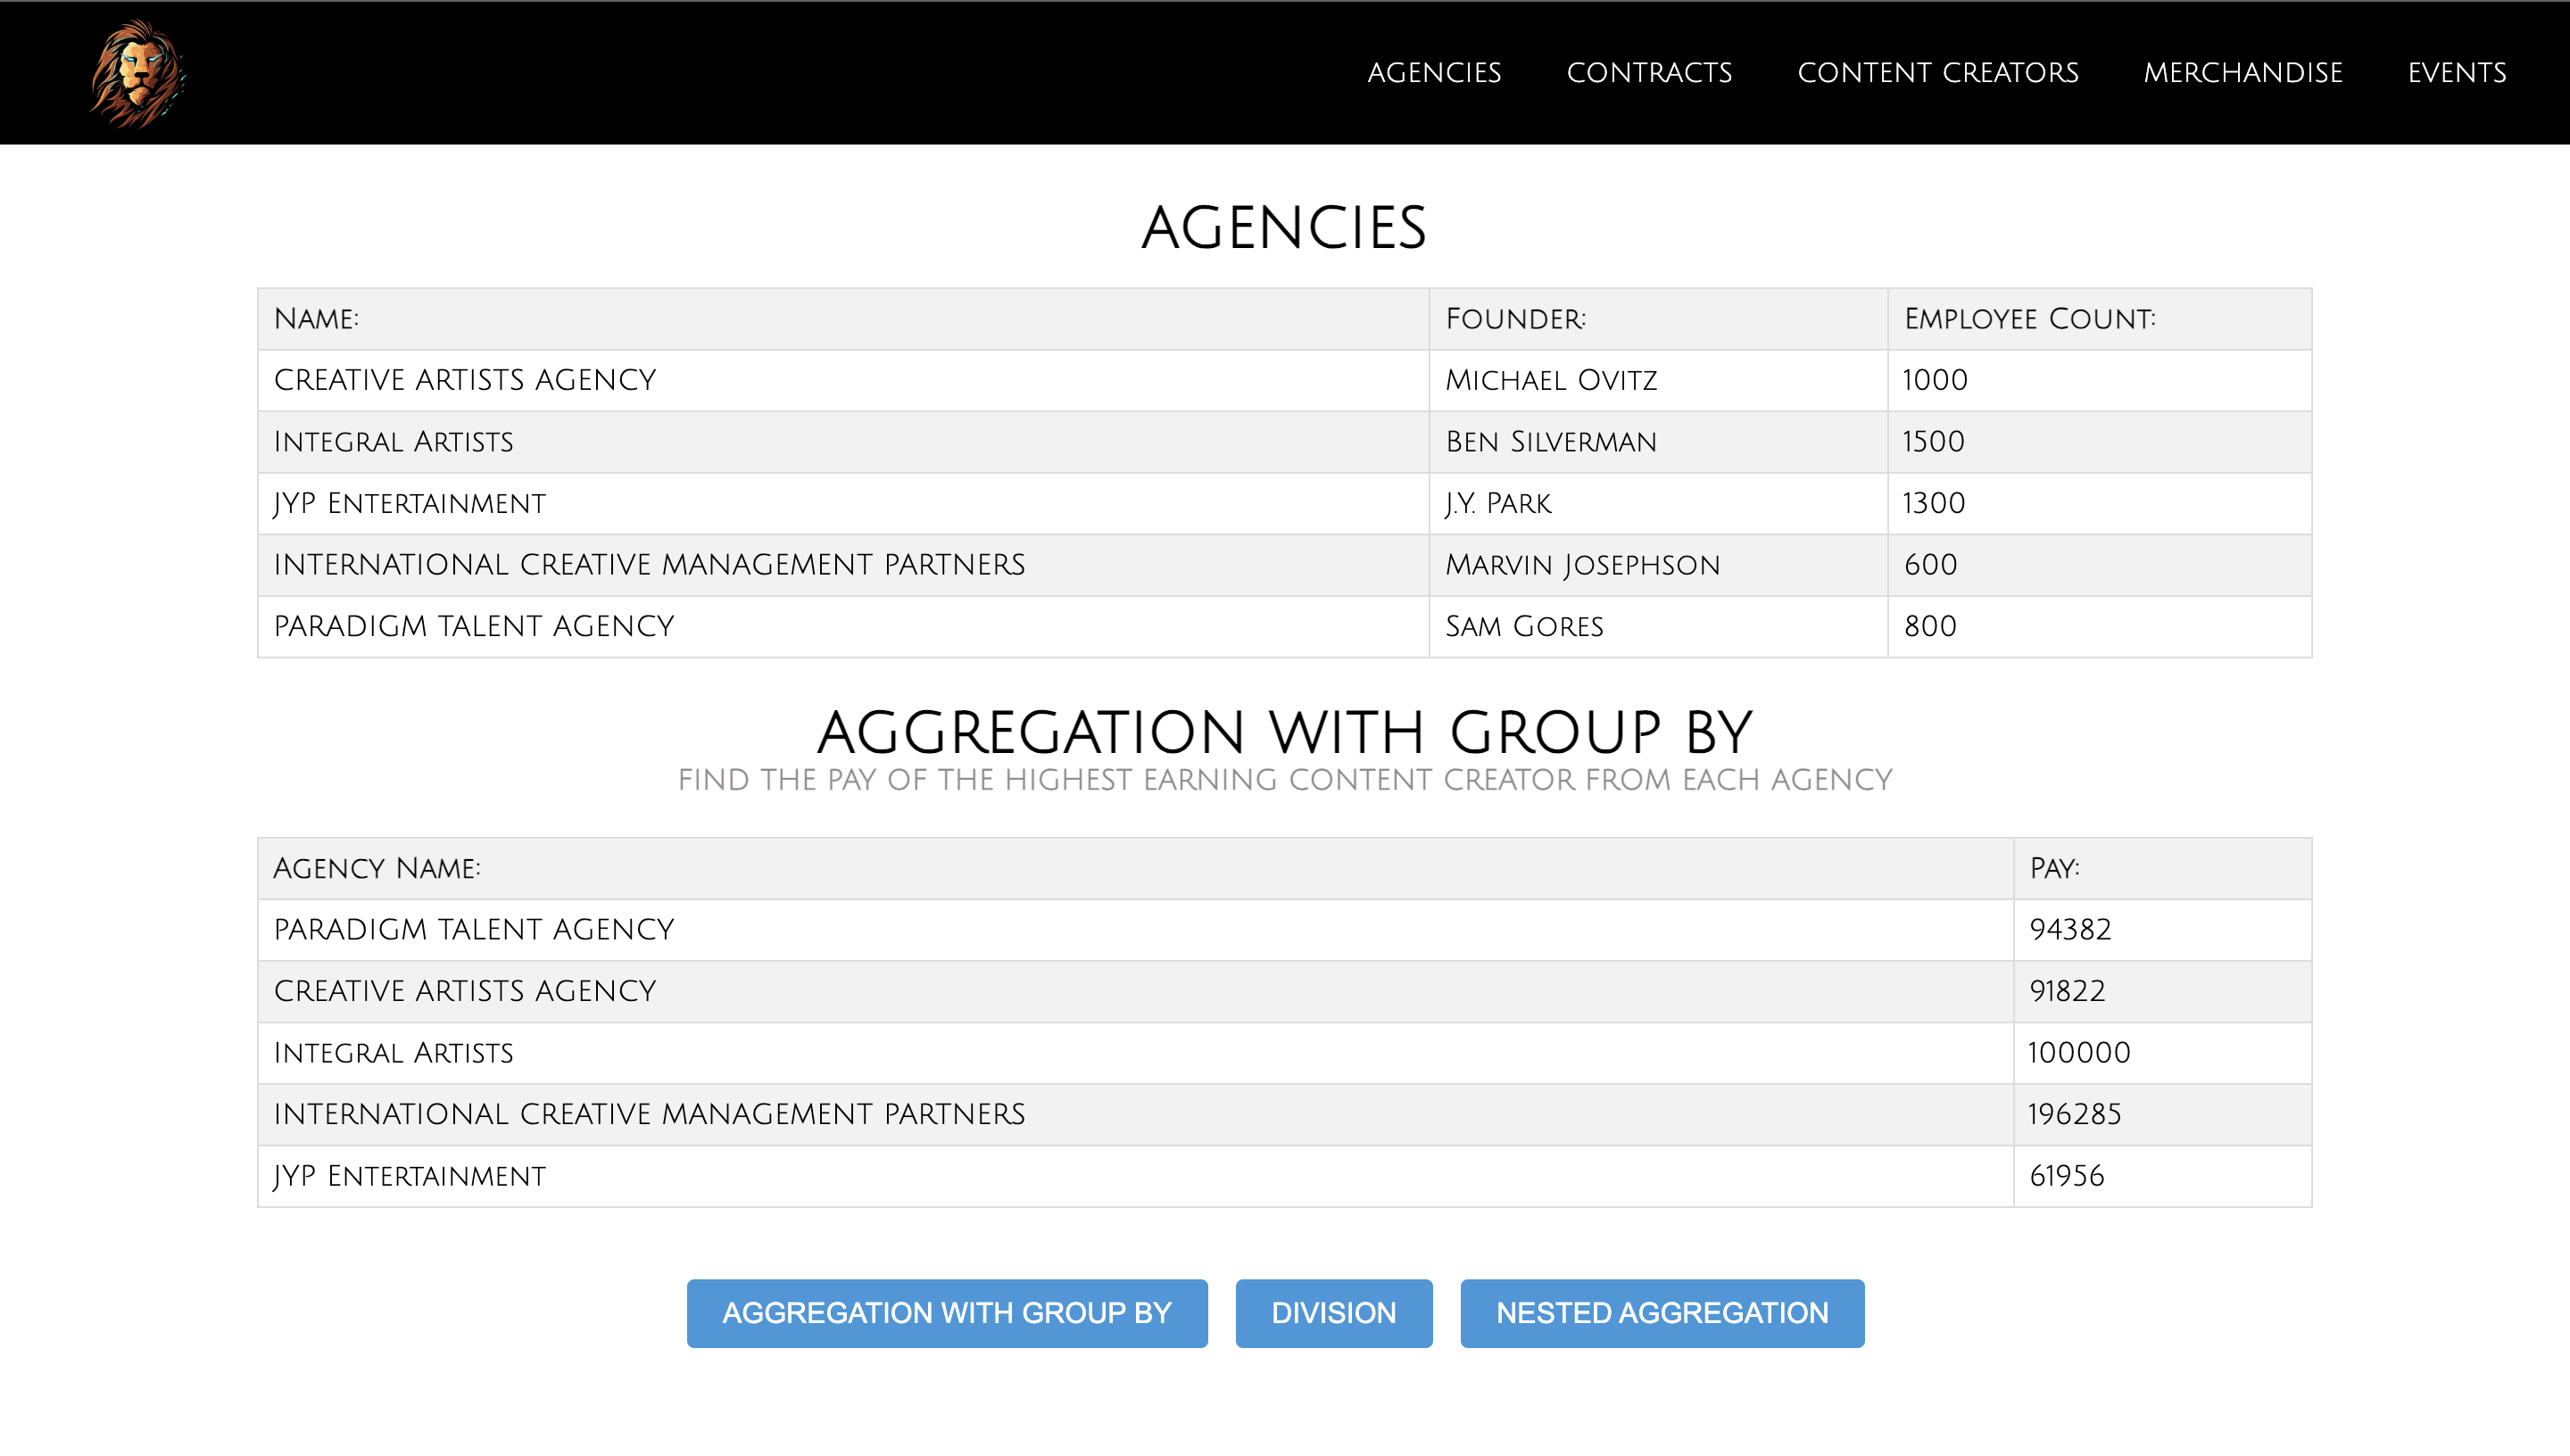 AGENCIES CONTRACTS CONTENT CREATORS MERCHANDISE EVENTS
AGENCIES
Name: Founder: Employee Count:
CREATIVE ARTISTS AGENCY Michael Ovitz 1000
Integral Artists Ben Silverman 1500
JYP Entertainment J.Y. Park 1300
INTERNATIONAL CREATIVE MANAGEMENT PARTNERS Marvin Josephson 600
PARADIGM TALENT AGENCY Sam Gores 800
AGGREGATION WITH GROUP BY
FIND THE PAY OF THE HIGHEST EARNING CONTENT CREATOR FROM EACH AGENCY
Agency Name: Pay:
PARADIGM TALENT AGENCY 94382
CREATIVE ARTISTS AGENCY 91822
Integral Artists 100000
INTERNATIONAL CREATIVE MANAGEMENT PARTNERS 196285
JYP Entertainment 61956
AGGREGATION WITH GROUP BY DIVISION NESTED AGGREGATION